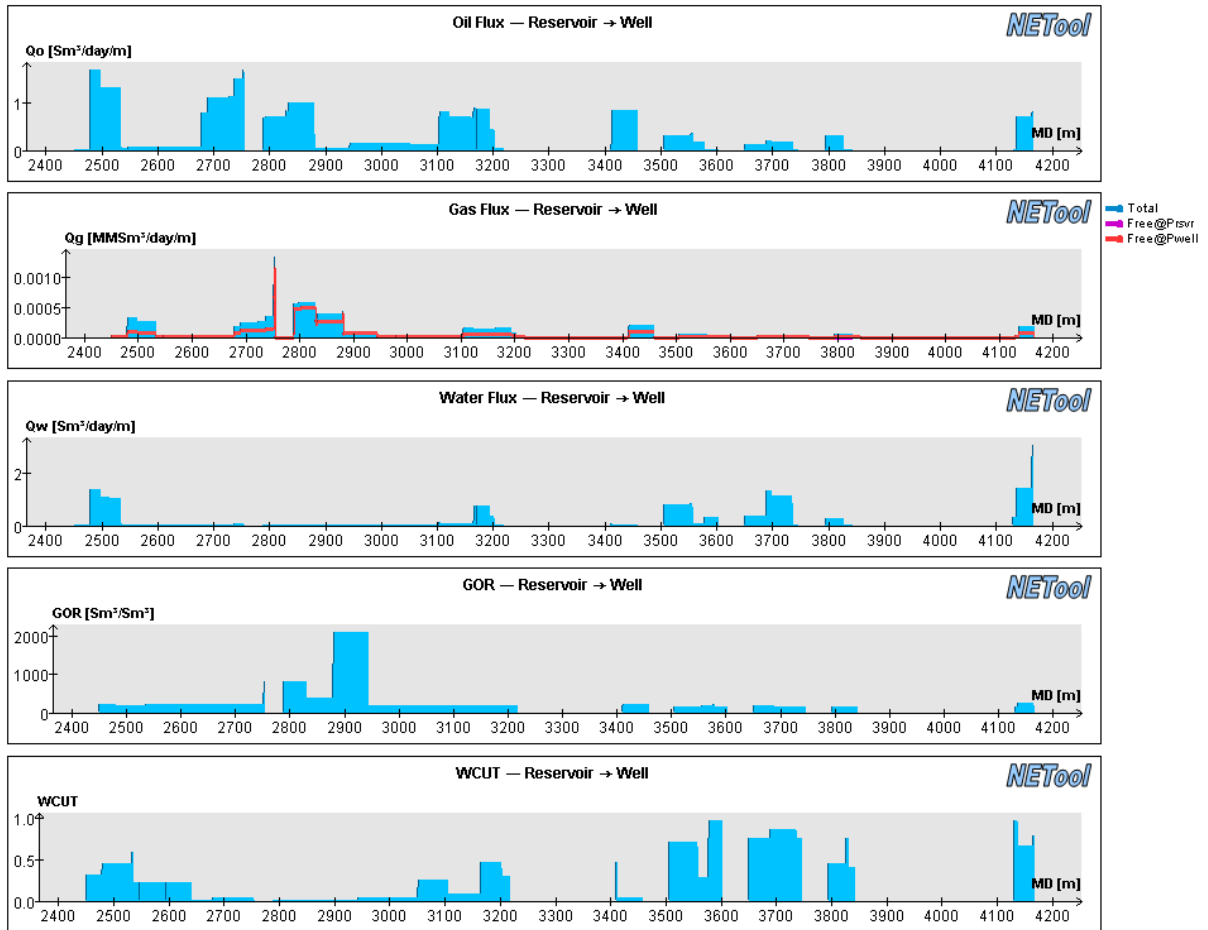 Oil Flux — Reservoir → Well
NETool
Qo [Sm³/day/m]
1
0
MD [m]
2400 2500 2600 2700 2800 2900 3000 3100 3200 3300 3400 3500 3600 3700 3800 3900 4000 4100 4200
Gas Flux — Reservoir → Well
NETool
Total
Free@Prsvr
Free@Pwell
Qg [MMSm³/day/m]
0.0010
0.0005
0.0000
MD [m]
2400 2500 2600 2700 2800 2900 3000 3100 3200 3300 3400 3500 3600 3700 3800 3900 4000 4100 4200
Water Flux — Reservoir → Well
NETool
Qw [Sm³/day/m]
2
0
MD [m]
2400 2500 2600 2700 2800 2900 3000 3100 3200 3300 3400 3500 3600 3700 3800 3900 4000 4100 4200
GOR — Reservoir → Well
NETool
GOR [Sm³/Sm³]
2000
1000
0
MD [m]
2400 2500 2600 2700 2800 2900 3000 3100 3200 3300 3400 3500 3600 3700 3800 3900 4000 4100 4200
WCUT — Reservoir → Well
NETool
WCUT
1.0
0.5
0.0
MD [m]
2400 2500 2600 2700 2800 2900 3000 3100 3200 3300 3400 3500 3600 3700 3800 3900 4000 4100 4200